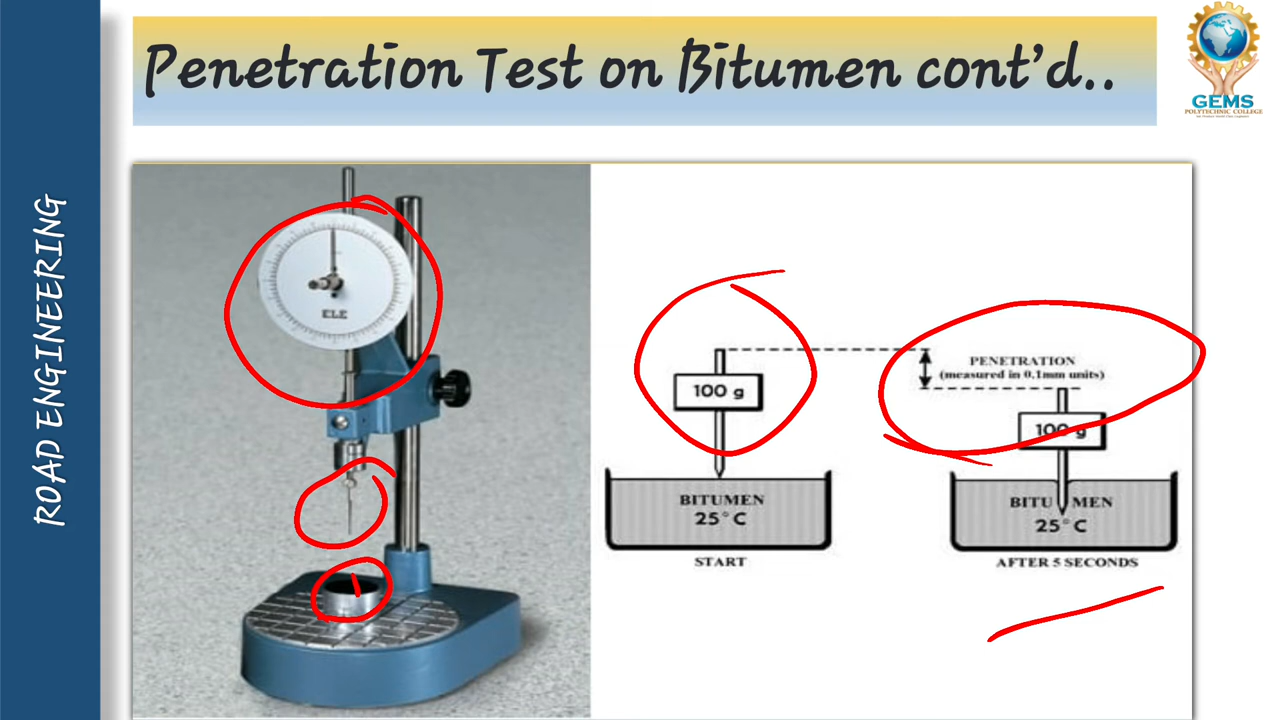 Penetration Test on Bitumen cont'd..
GEMS
POLYTECHNIC COLLEGE
ROAD ENGINEERING
ELE
100 g
PENETRATION
(measured in 0.1mm units)
100 g
BITUMEN
25°C
START
BITUMEN
25°C
AFTER 5 SECONDS